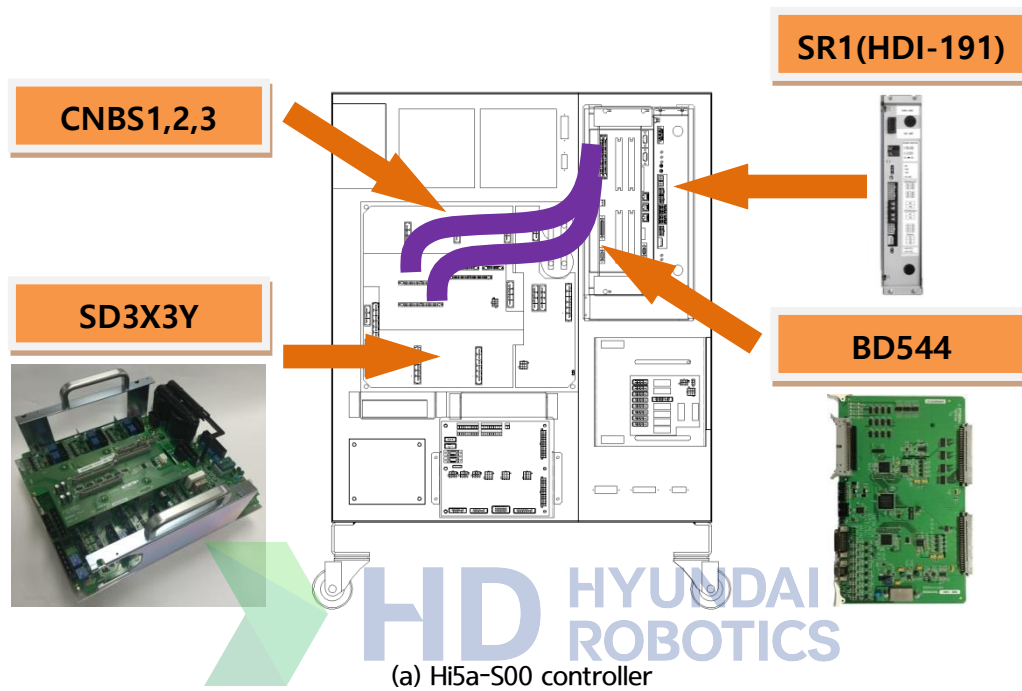 SR1(HDI-191)
CNBS1,2,3
SD3X3Y
BD544
HD HYUNDAI
ROBOTICS
(a) Hi5a-S00 controller